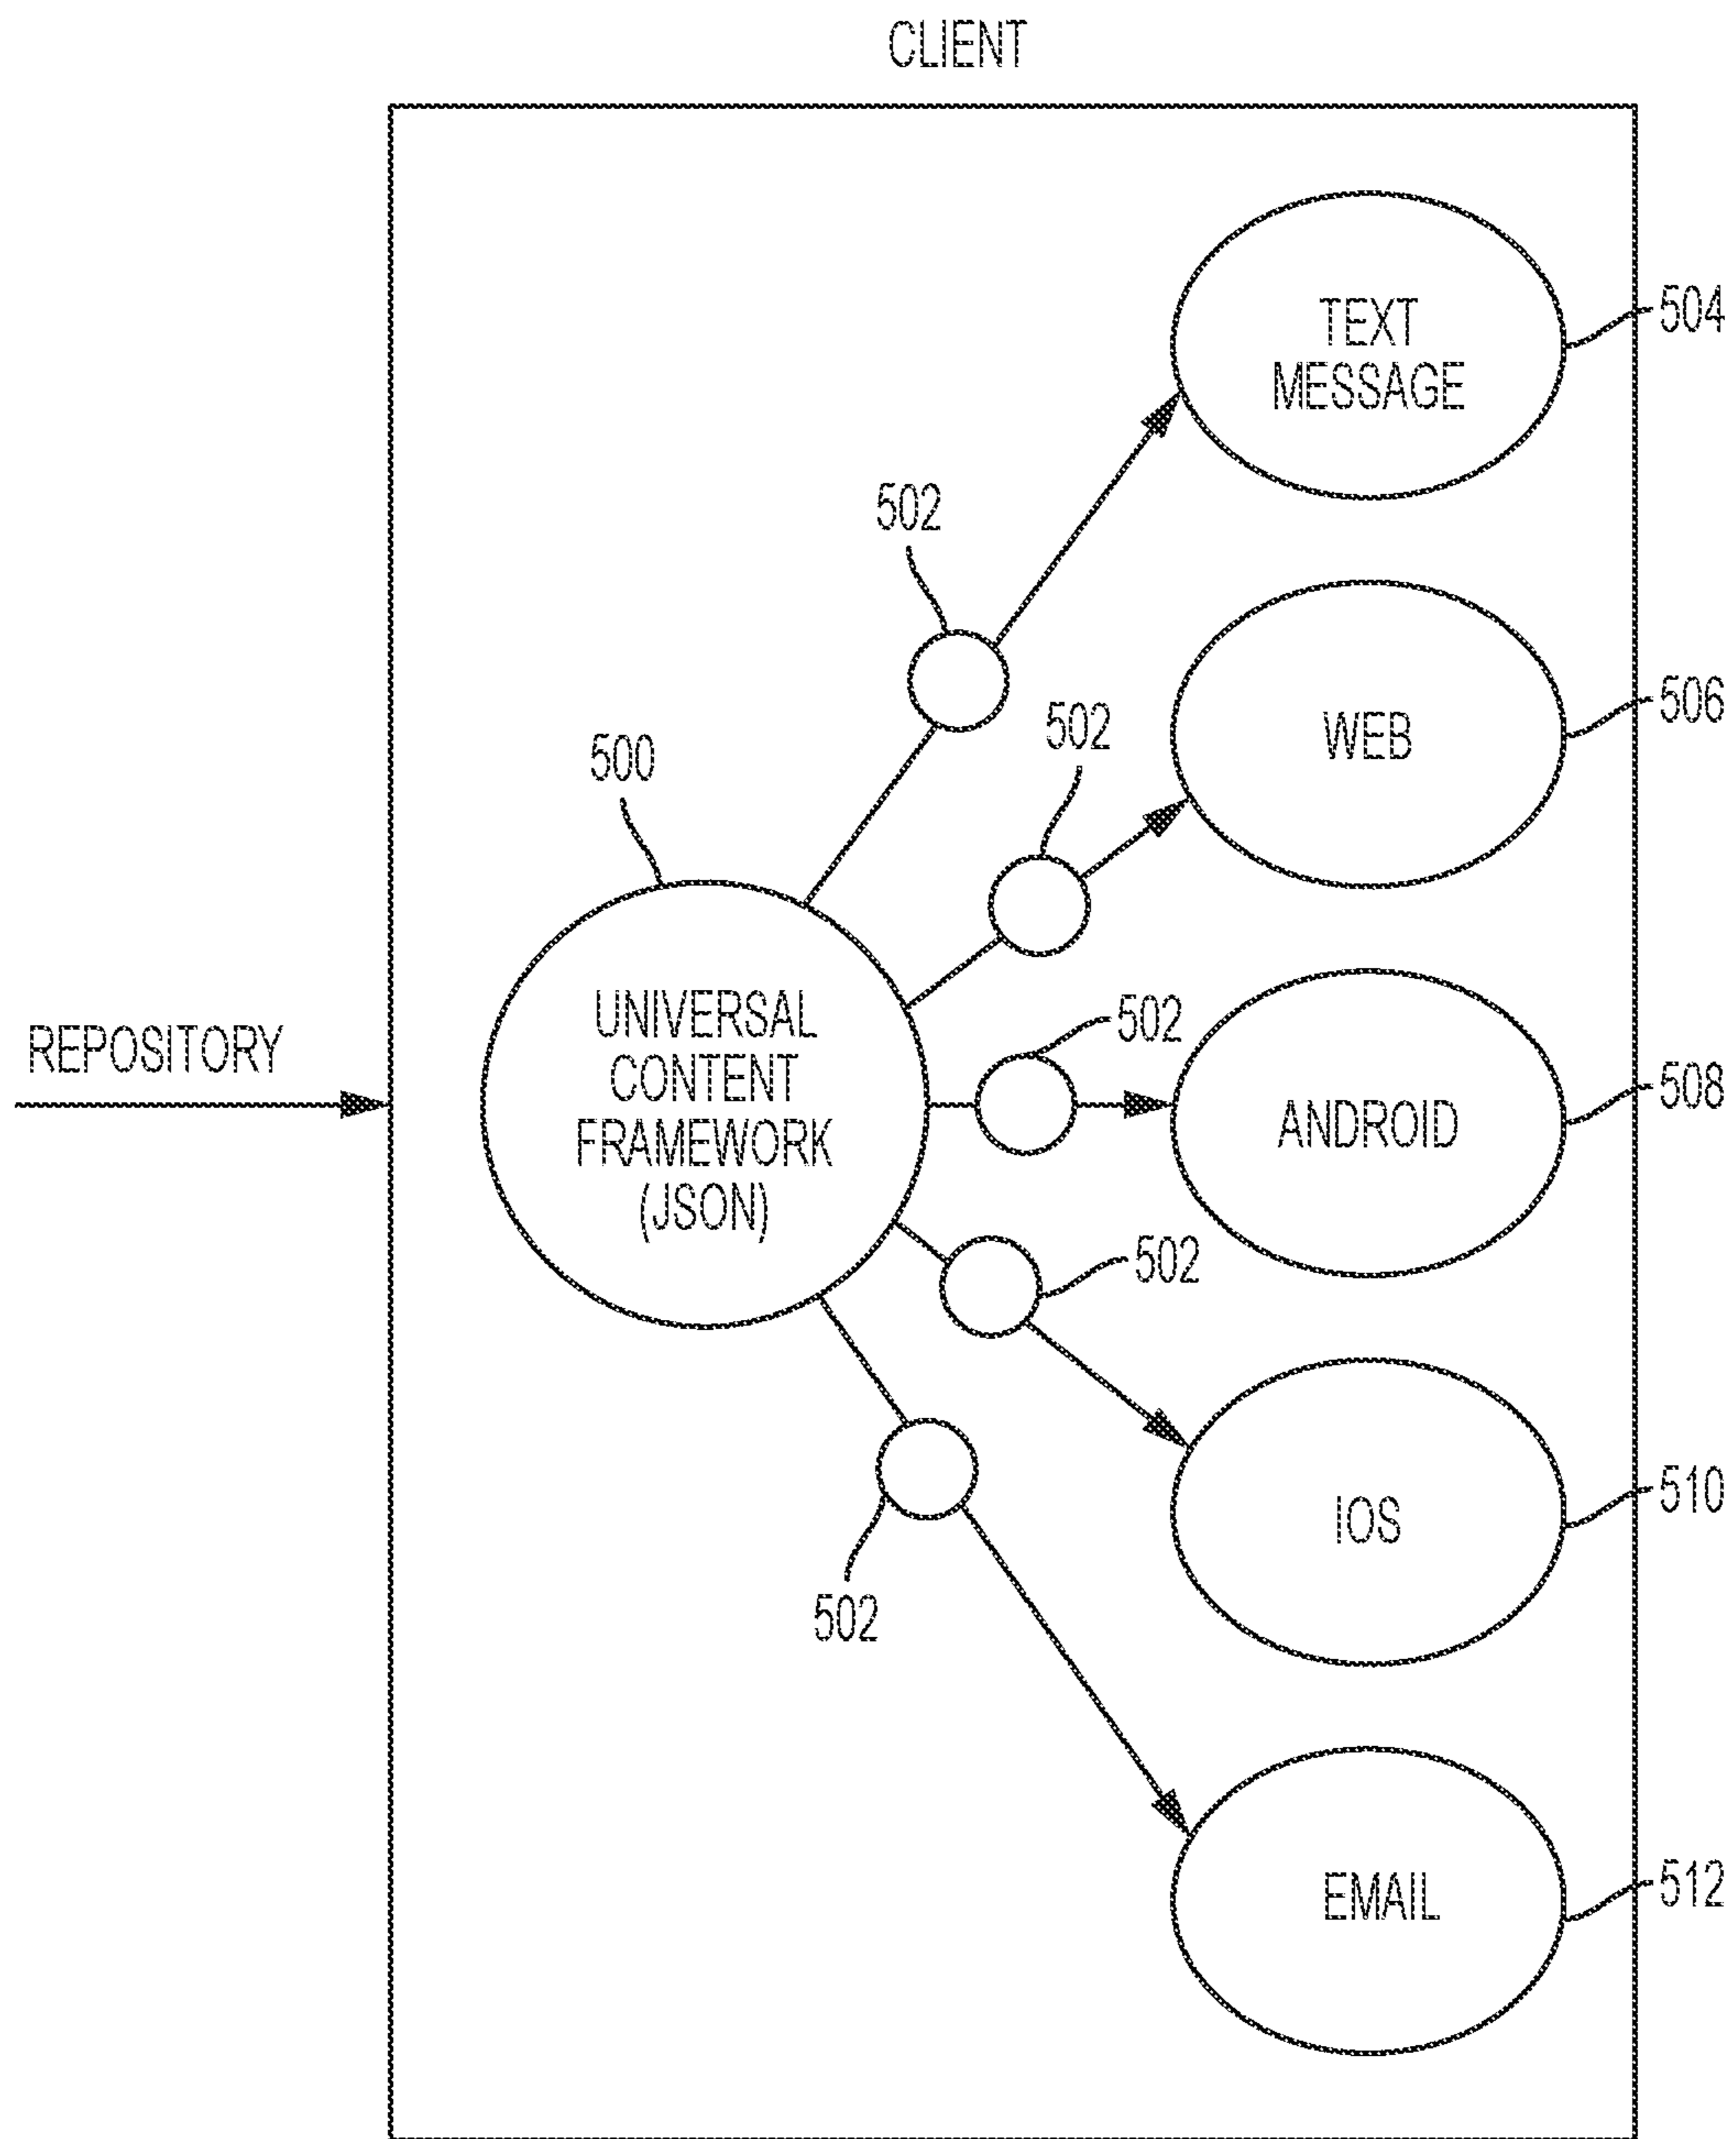 CLIENT
TEXT
MESSAGE
504
502
WEB
506
502
500
UNIVERSAL
CONTENT
FRAMEWORK
(JSON)
REPOSITORY
502
ANDROID
508
502
IOS
510
502
EMAIL
512